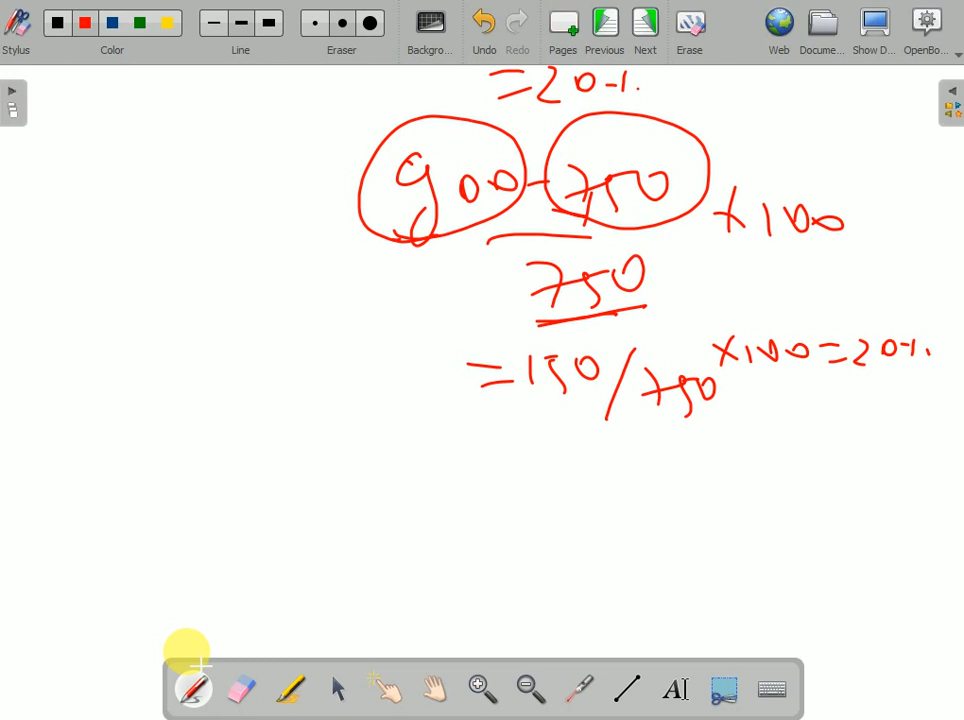 Stylus Color Line Eraser Backgro... Undo Redo Pages Previous Next Erase Web Docume... Show D... OpenBo...
=20%
900-750
×100
750
=150/750×100=20%
AI